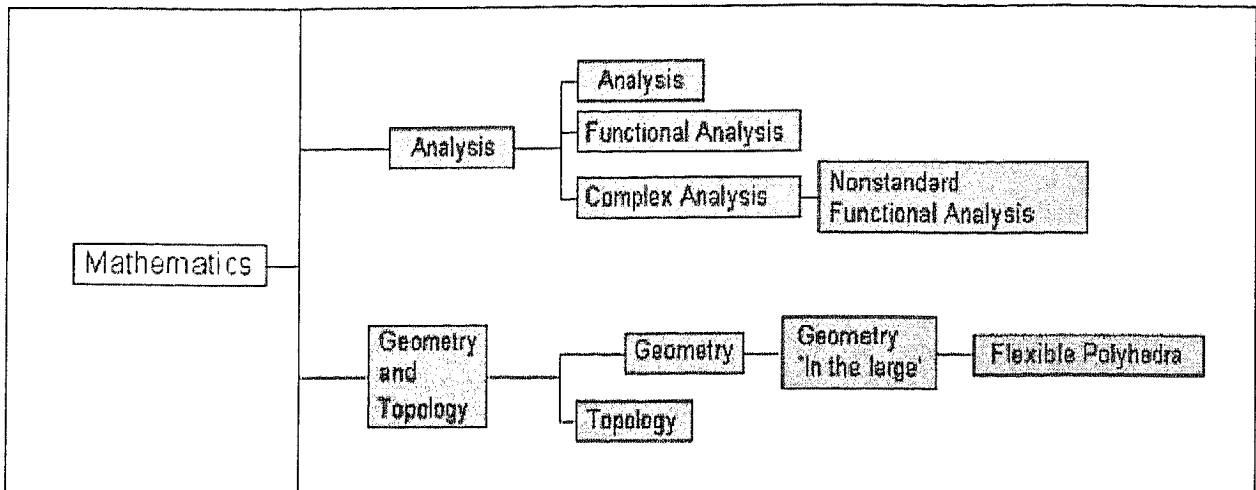 Mathematics
Analysis
Analysis
Functional Analysis
Complex Analysis
Nonstandard
Functional Analysis
Geometry
and
Topology
Geometry
Geometry
"In the large'
Flexible Polyhedra
Topology